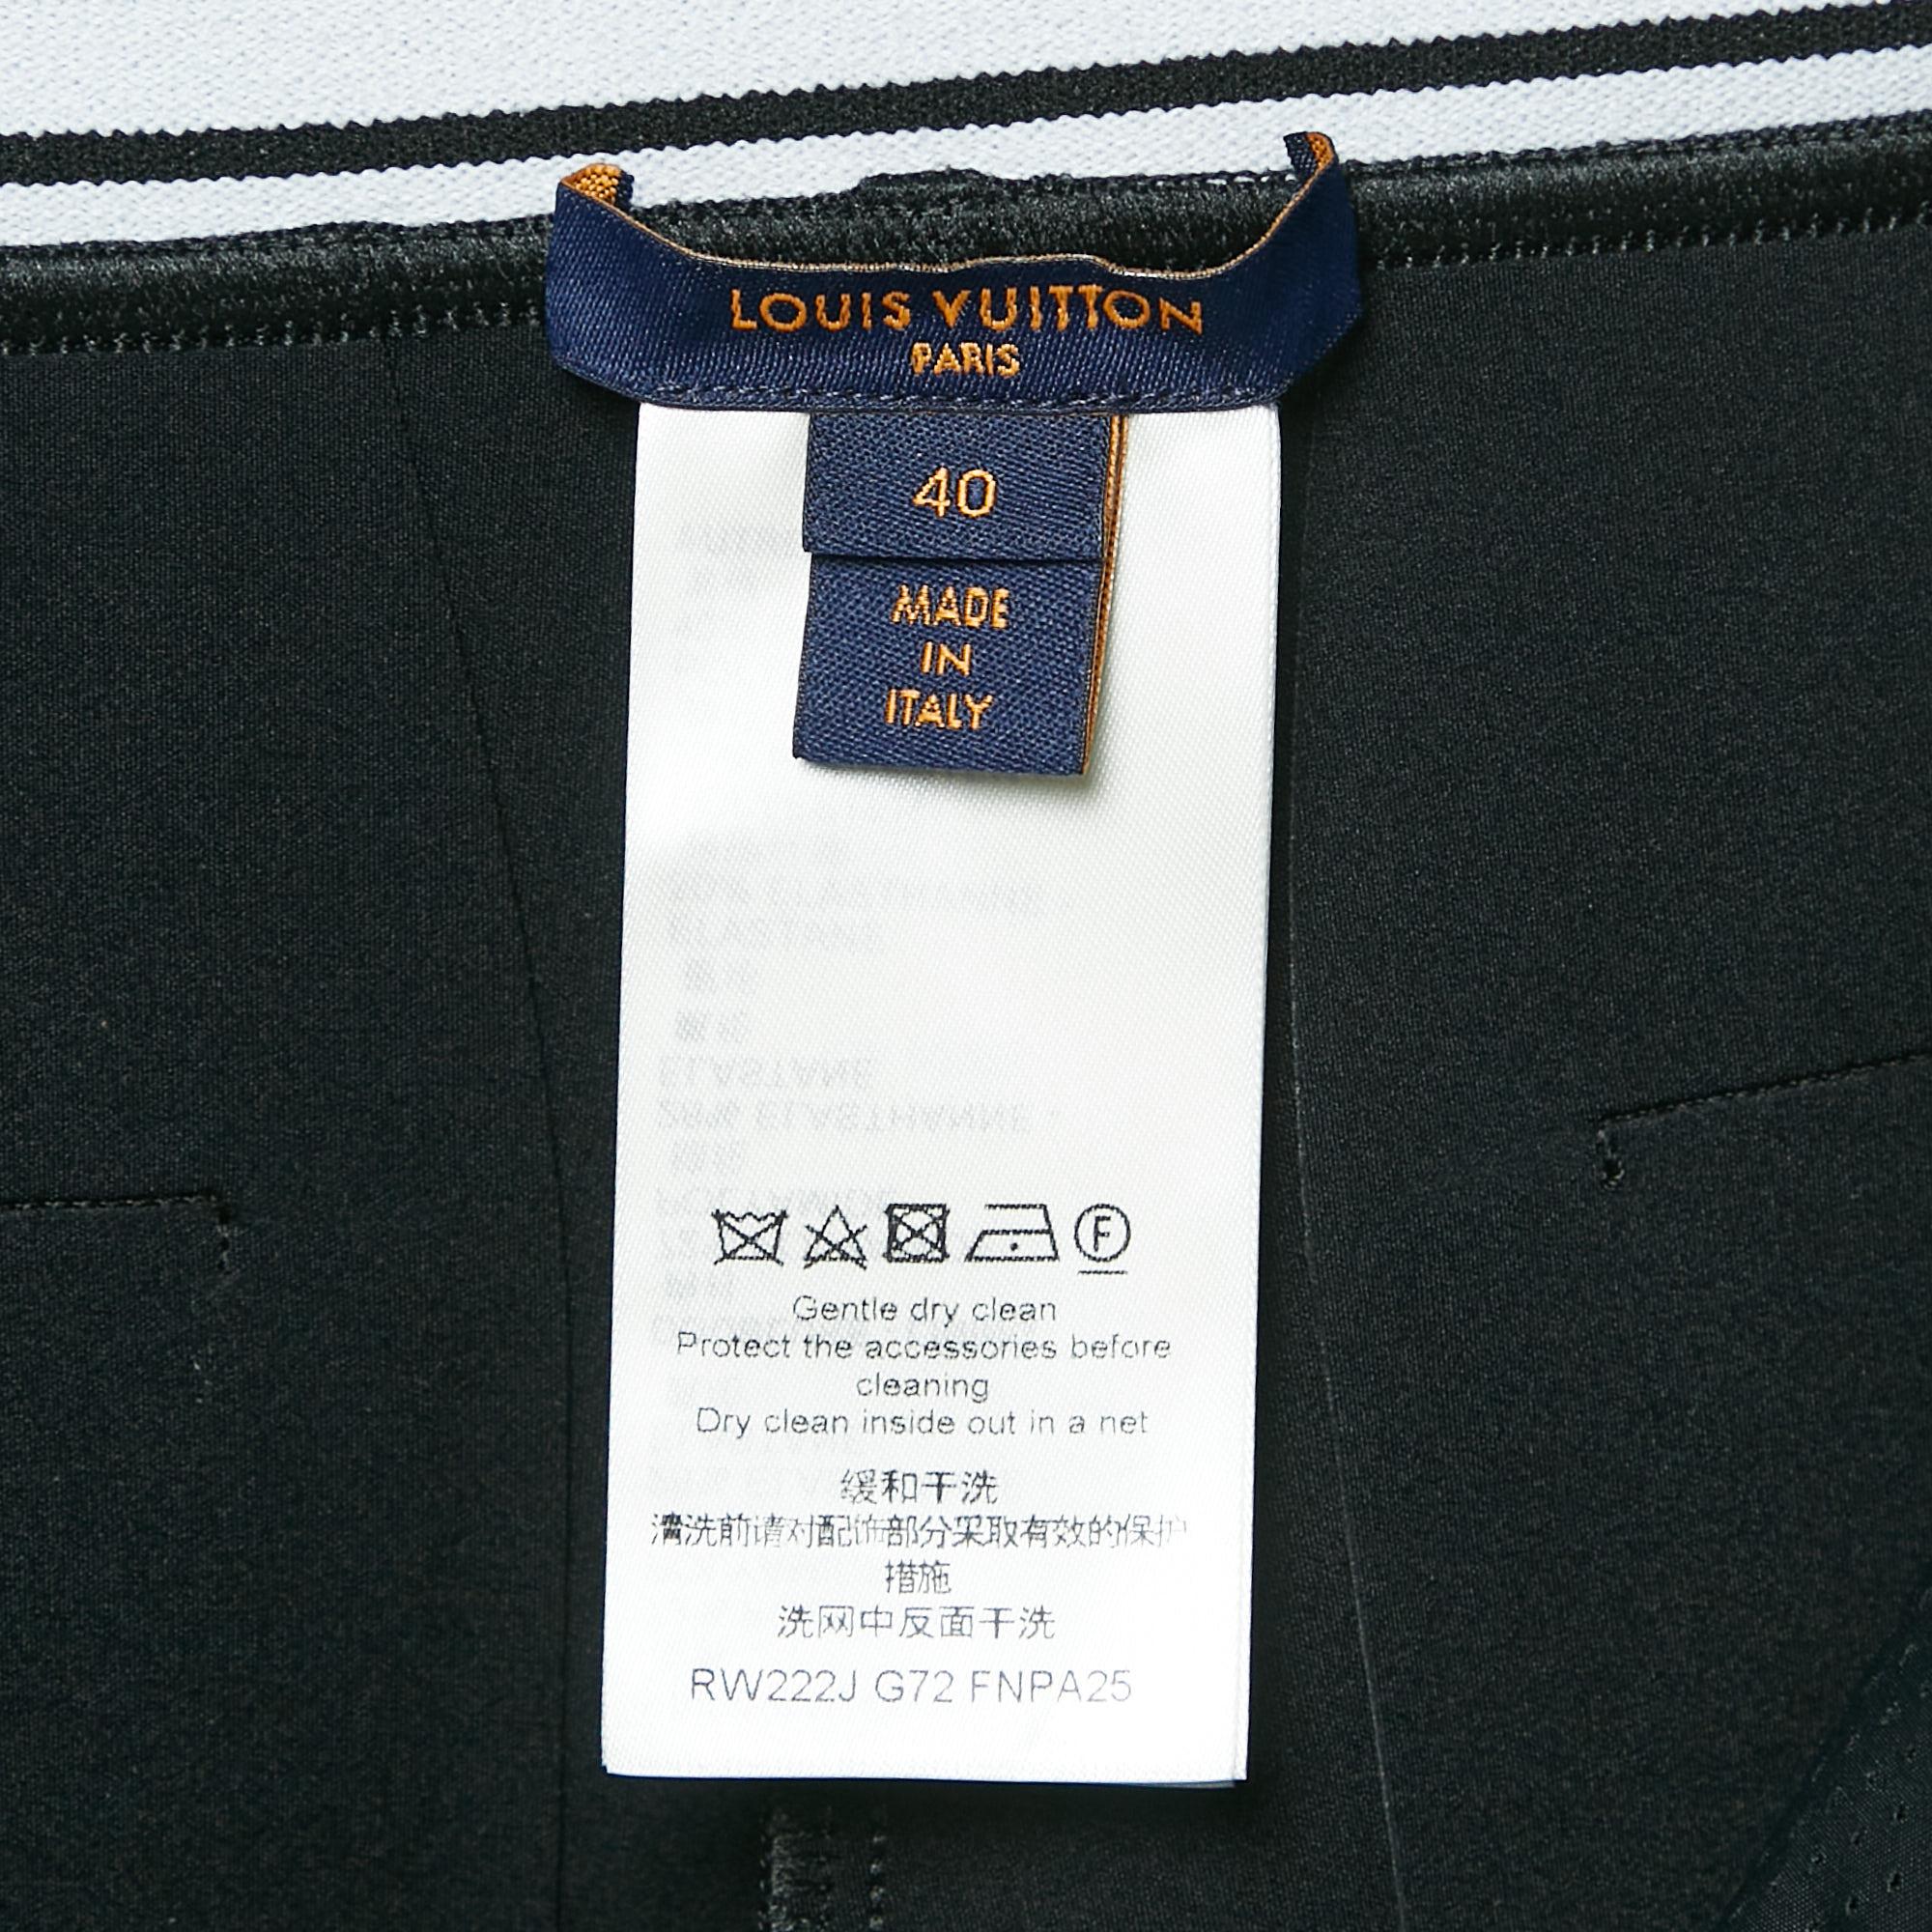 LOUIS VUITTON
PARIS
40
MADE
IN
ITALY
F
Gentle dry clean
Protect the accessories before
cleaning
Dry clean inside out in a net
缓和干洗
清洗前请对配饰部分采取有效的保护
措施
洗网中反面干洗
RW222J G72 FNPA25